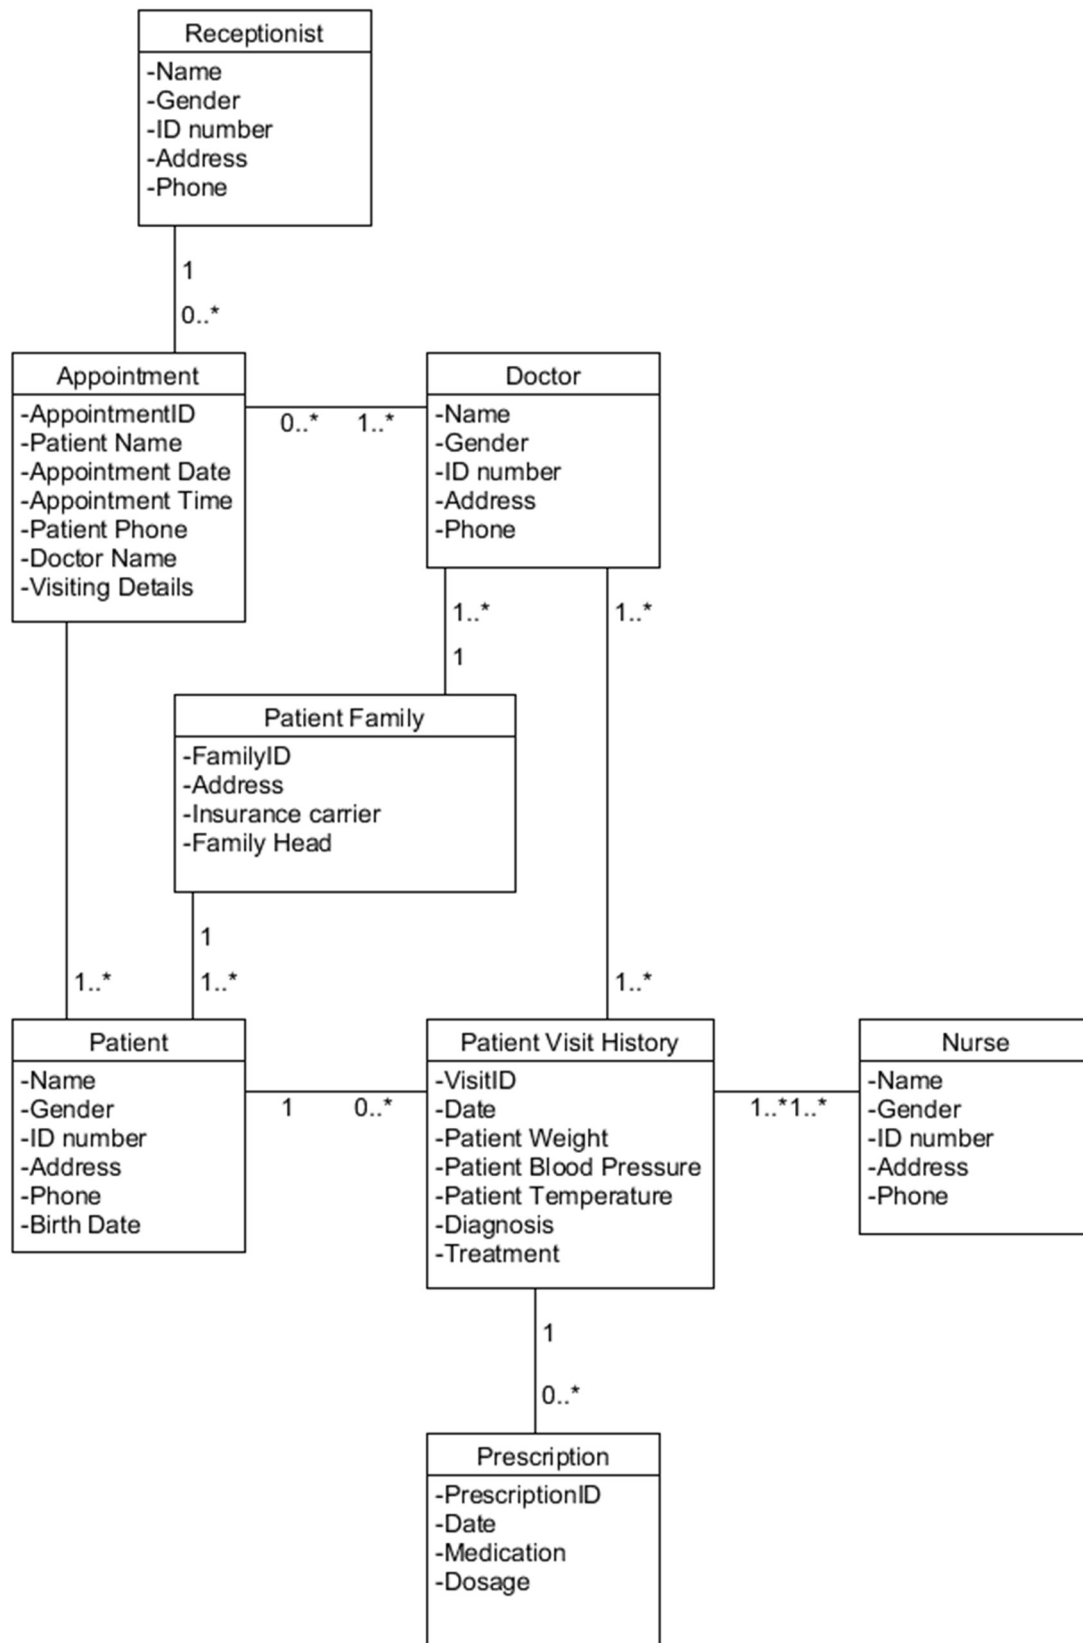 Receptionist
-Name
-Gender
-ID number
-Address
-Phone
1
0..*
Appointment
-AppointmentID
-Patient Name
-Appointment Date
-Appointment Time
-Patient Phone
-Doctor Name
-Visiting Details
0..* 1..*
Doctor
-Name
-Gender
-ID number
-Address
-Phone
1..*
1
1..*
Patient Family
-FamilyID
-Address
-Insurance carrier
-Family Head
1
1..*
1..*
1..*
Patient
-Name
-Gender
-ID number
-Address
-Phone
-Birth Date
1 0..*
Patient Visit History
-VisitID
-Date
-Patient Weight
-Patient Blood Pressure
-Patient Temperature
-Diagnosis
-Treatment
1..*1..*
Nurse
-Name
-Gender
-ID number
-Address
-Phone
1
0..*
Prescription
-PrescriptionID
-Date
-Medication
-Dosage